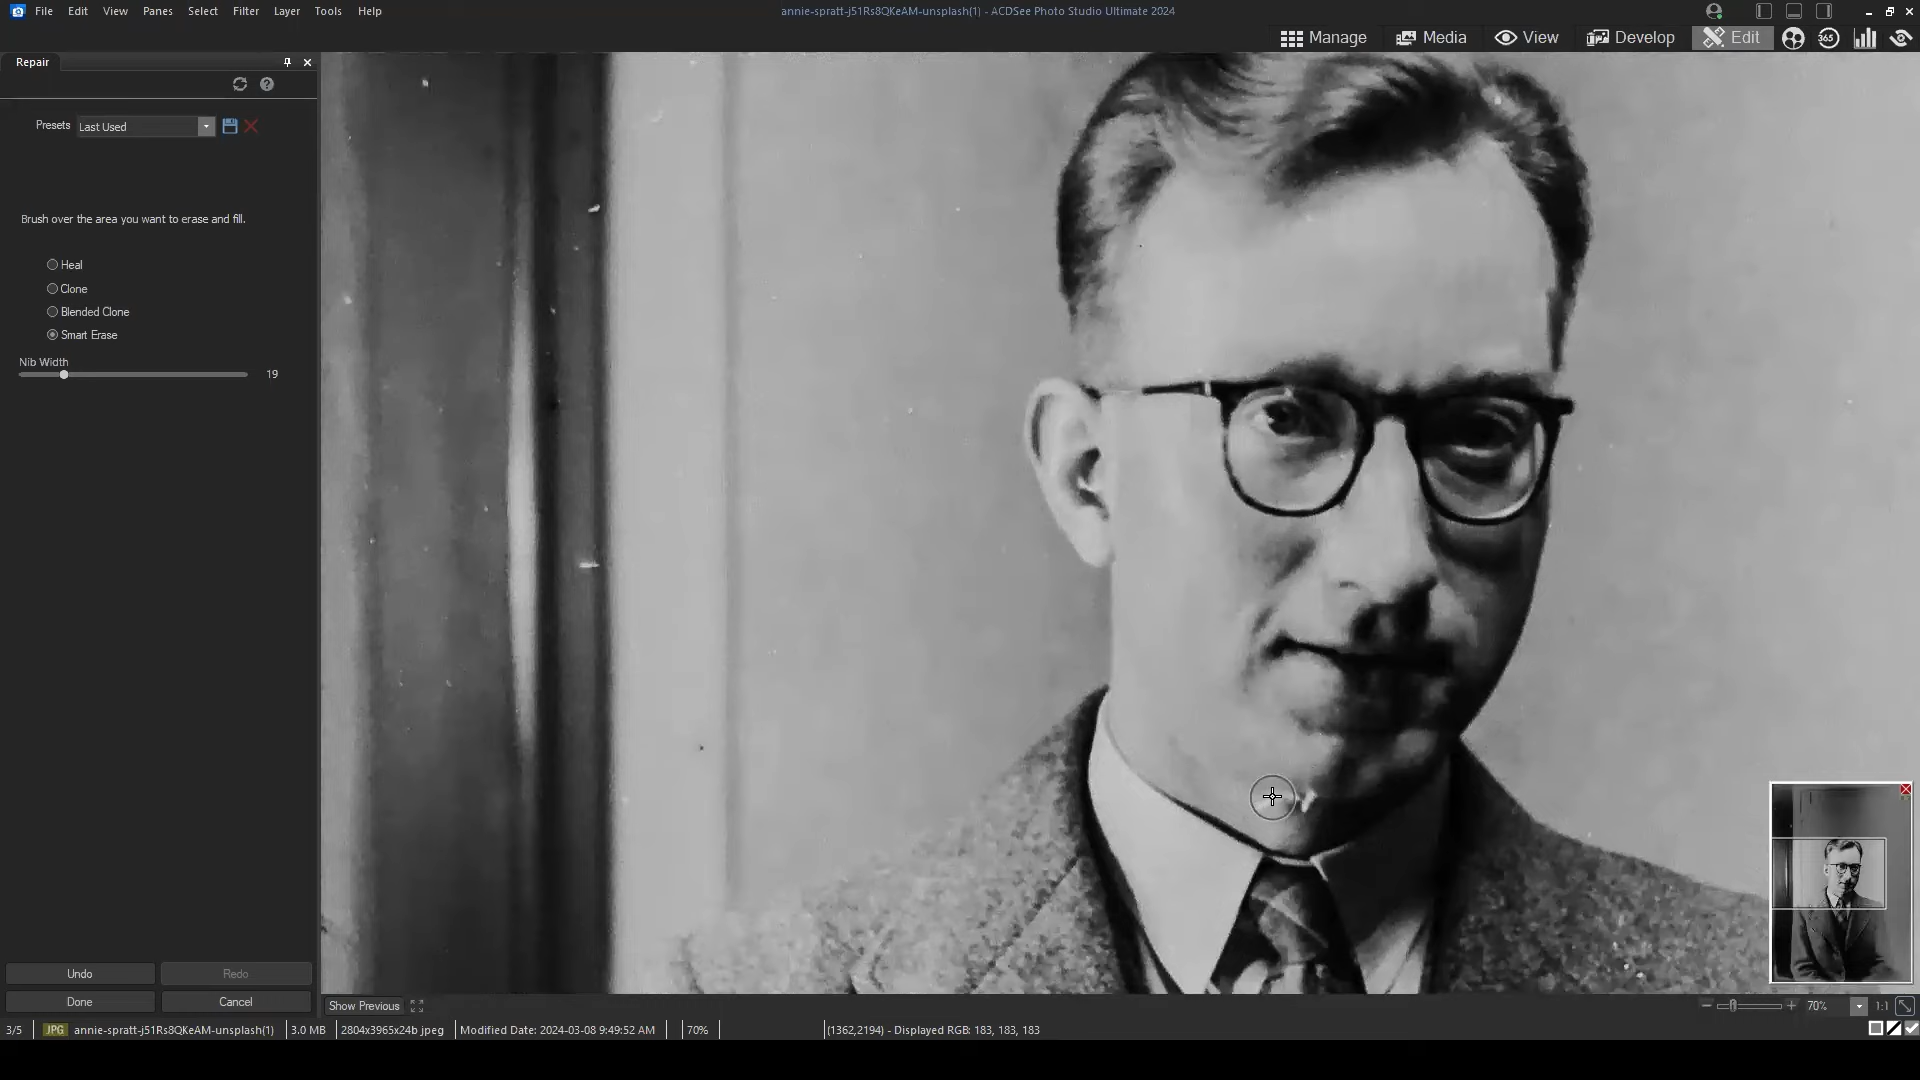 File Edit View Panes Select Filter Layer Tools Help
annie-spratt-j51Rs8QKeAM-unsplash(1) - ACDSee Photo Studio Ultimate 2024
Manage Media View Develop Edit 365
Repair
Presets Last Used
Brush over the area you want to erase and fill.
Heal
Clone
Blended Clone
Smart Erase
Nib Width
19
Undo Redo
Done Cancel
Show Previous
70% 1:1
3/5 JPG annie-spratt-j51Rs8QKeAM-unsplash(1) 3.0 MB 2804x3965x24b jpeg Modified Date: 2024-03-08 9:49:52 AM 70% (1362,2194) - Displayed RGB: 183, 183, 183